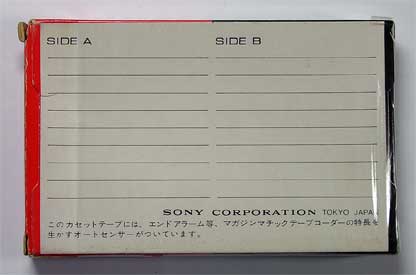 SIDE A
SIDE B
SONY CORPORATION TOKYO JAPAN
このカセットテープには、エンドアラーム等、マガジンマチックテープコーダーの特長を
生かすオートセンサーがついています。